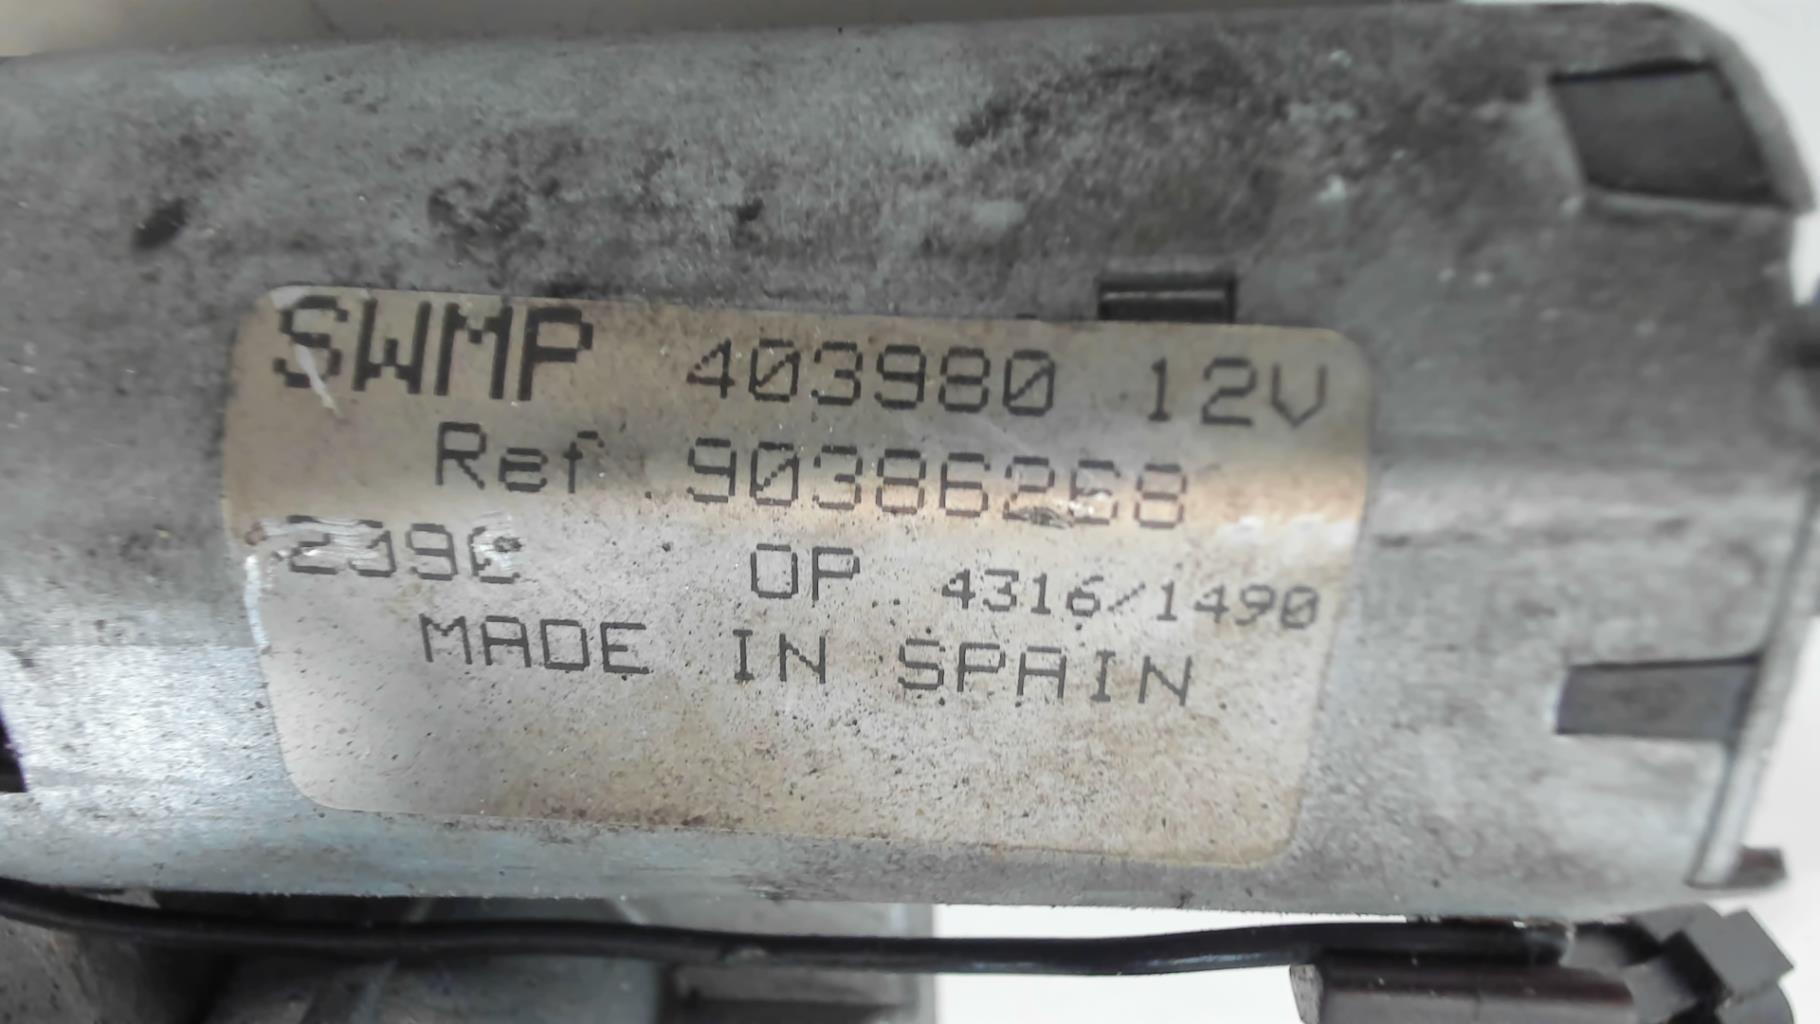 SWMP 403980 12V
Ref. 90386268
OP 4316/1490
MADE IN SPAIN